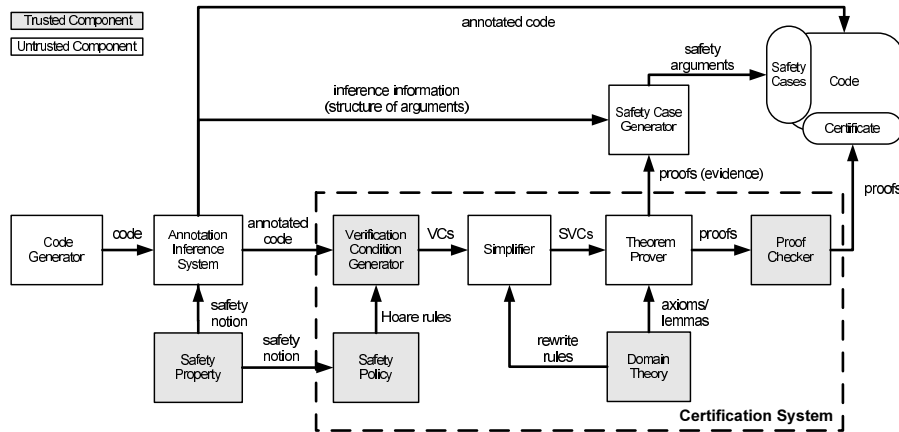 Trusted Component
Untrusted Component
annotated code
safety
arguments
Safety
Cases
Code
Certificate
inference information
(structure of arguments)
Safety Case
Generator
proofs (evidence)
proofs
Code
Generator
code
Annotation
Inference
System
annotated
code
Verification
Condition
Generator
VCs
Simplifier
SVCs
Theorem
Prover
proofs
Proof
Checker
safety
notion
Hoare rules
axioms/
lemmas
Safety
Property
safety
notion
Safety
Policy
rewrite
rules
Domain
Theory
Certification System